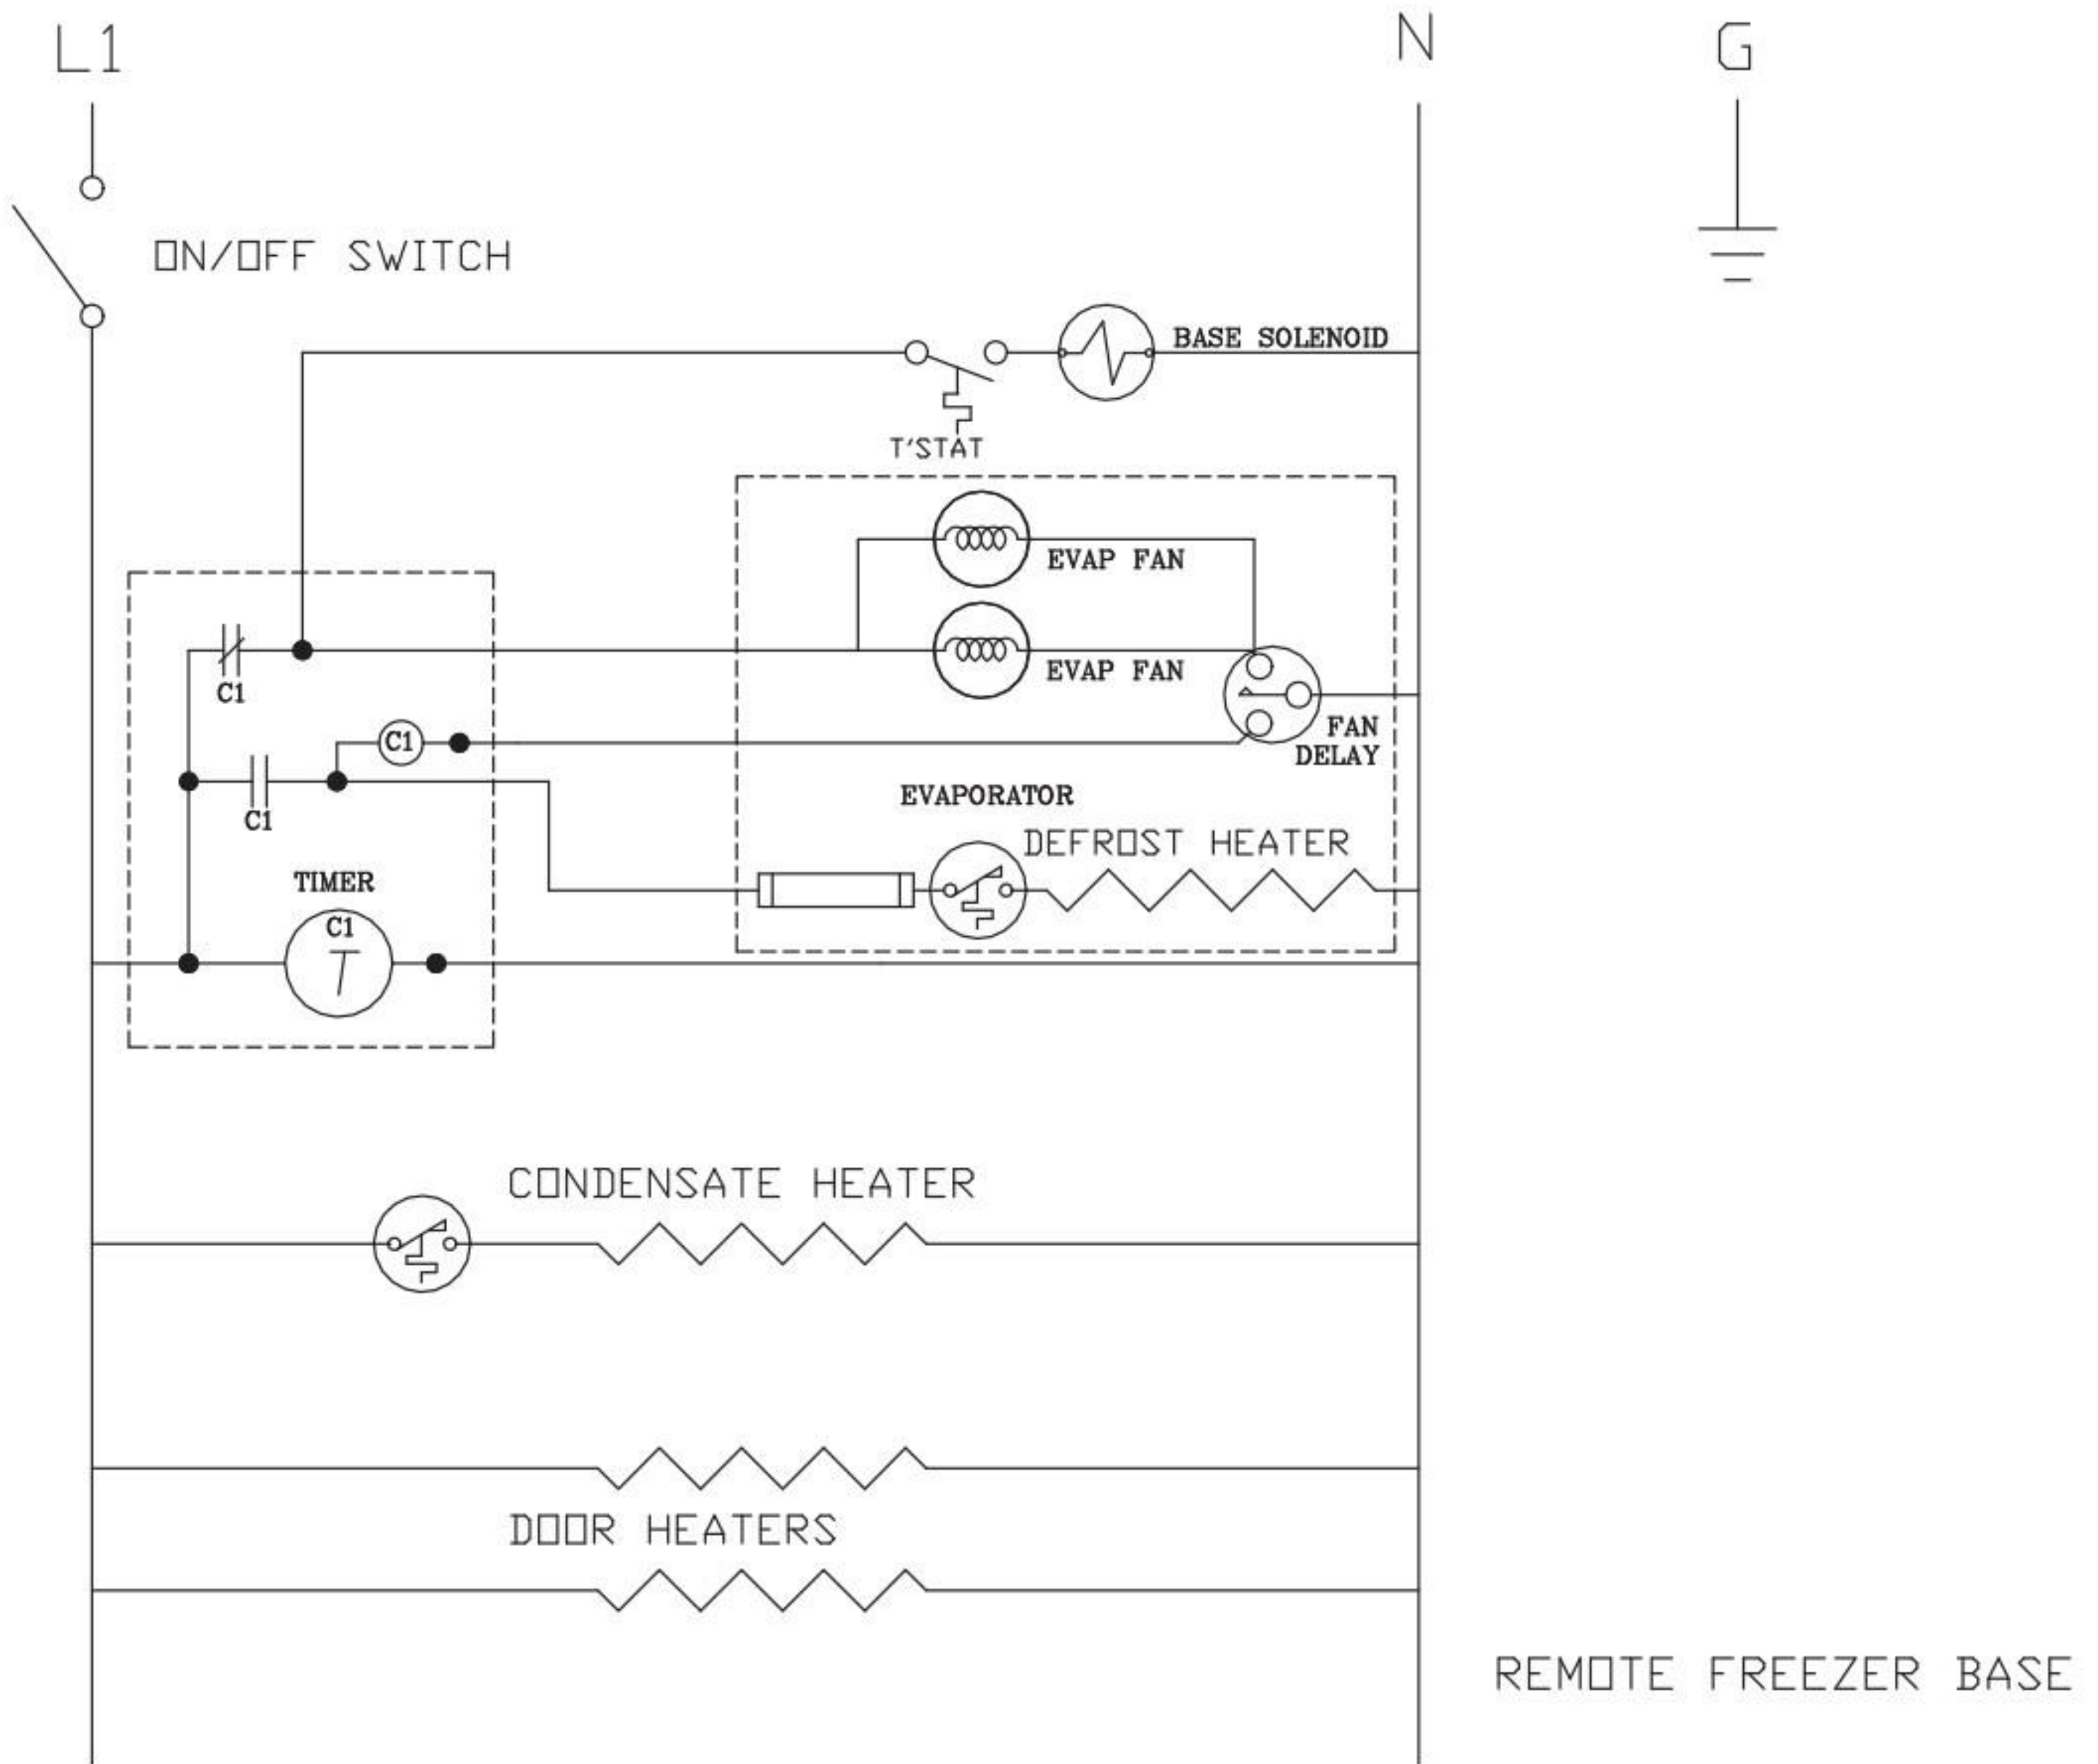 L1
N
G
ON/OFF SWITCH
BASE SOLENOID
T'STAT
EVAP FAN
EVAP FAN
C1
FAN
DELAY
C1
C1
EVAPORATOR
DEFROST HEATER
TIMER
C1
T
CONDENSATE HEATER
DOOR HEATERS
REMOTE FREEZER BASE